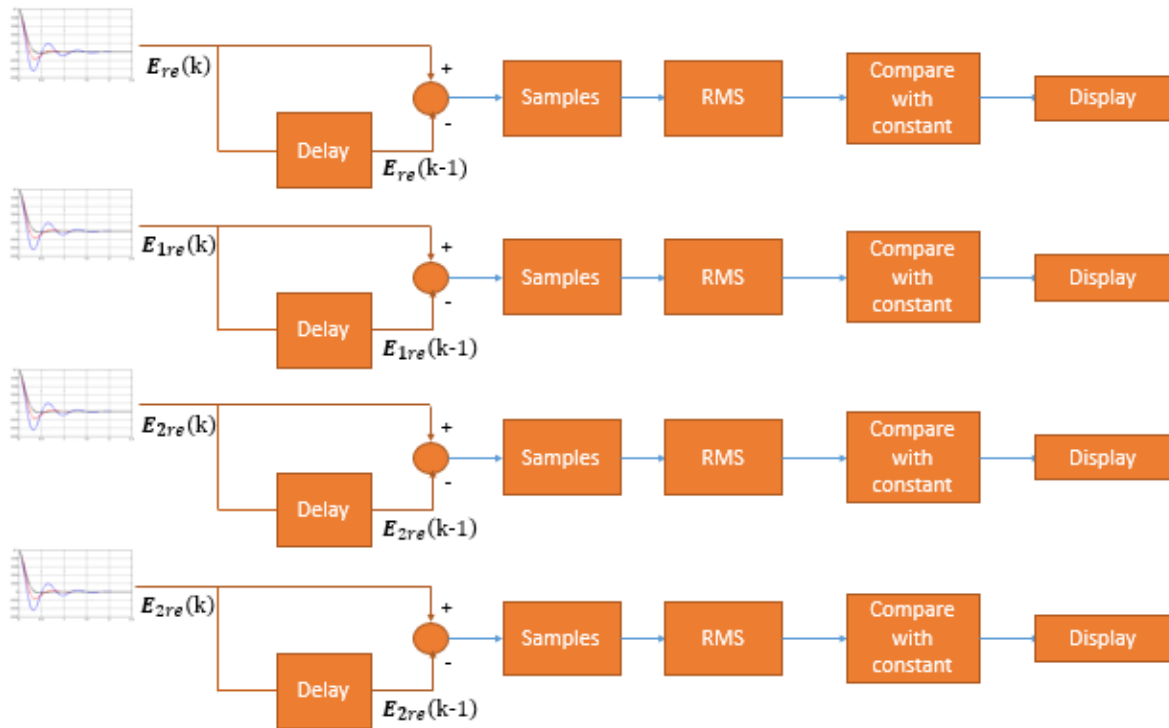 E_re(k)
+
-
Delay
E_re(k-1)
Samples
RMS
Compare
with
constant
Display
E_1re(k)
+
-
Delay
E_1re(k-1)
Samples
RMS
Compare
with
constant
Display
E_2re(k)
+
-
Delay
E_2re(k-1)
Samples
RMS
Compare
with
constant
Display
E_2re(k)
+
-
Delay
E_2re(k-1)
Samples
RMS
Compare
with
constant
Display